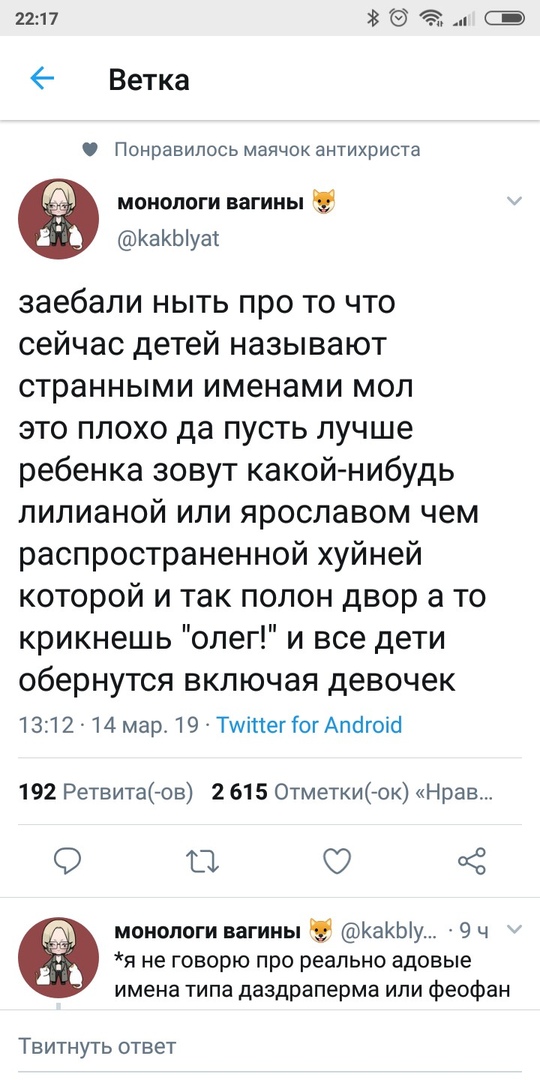 22:17
Ветка
Понравилось маячок антихриста
монологи вагины
@kakblyat
заебали ныть про то что
сейчас детей называют
странными именами мол
это плохо да пусть лучше
ребенка зовут какой-нибудь
лилианой или ярославом чем
распространенной хуйней
которой и так полон двор а то
крикнешь "олег!" и все дети
обернутся включая девочек
13:12 · 14 мар. 19 · Twitter for Android
192 Ретвита(-ов) 2 615 Отметки(-ок) «Нрав…
монологи вагины @kakbly… · 9 ч
*я не говорю про реально адовые
имена типа даздраперма или феофан
Твитнуть ответ